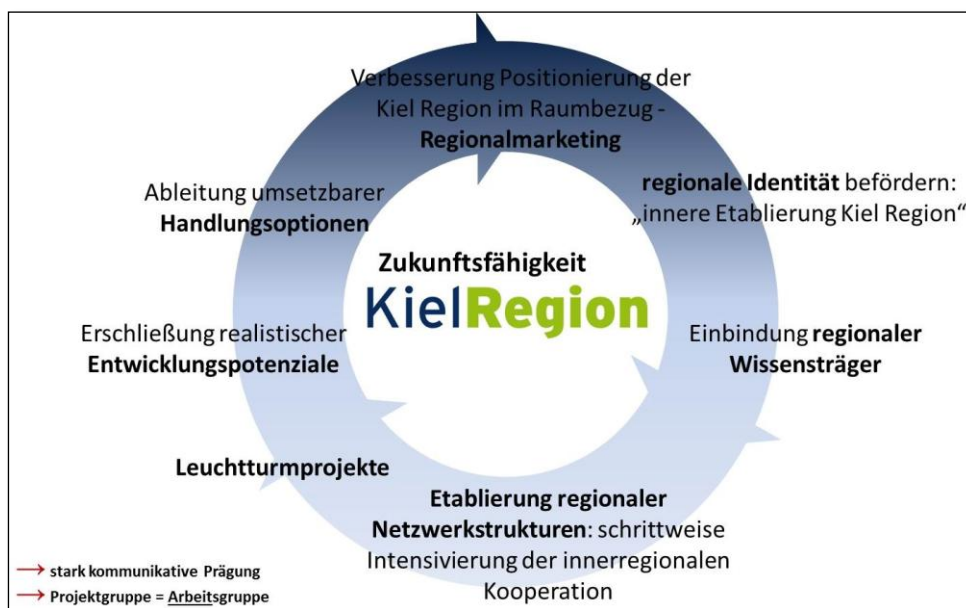 Verbesserung Positionierung der
Kiel Region im Raumbezug -
Regionalmarketing
regionale Identität befördern:
„innere Etablierung Kiel Region“
Einbindung regionaler
Wissensträger
Etablierung regionaler
Netzwerkstrukturen: schrittweise
Intensivierung der innerregionalen
Kooperation
Leuchtturmprojekte
Erschließung realistischer
Entwicklungspotenziale
Ableitung umsetzbarer
Handlungsoptionen
Zukunftsfähigkeit
KielRegion
→ stark kommunikative Prägung
→ Projektgruppe = Arbeitsgruppe